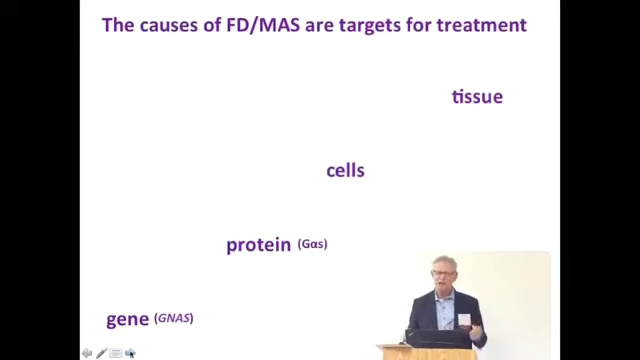 The causes of FD/MAS are targets for treatment
tissue
cells
protein (Gαs)
gene (GNAS)